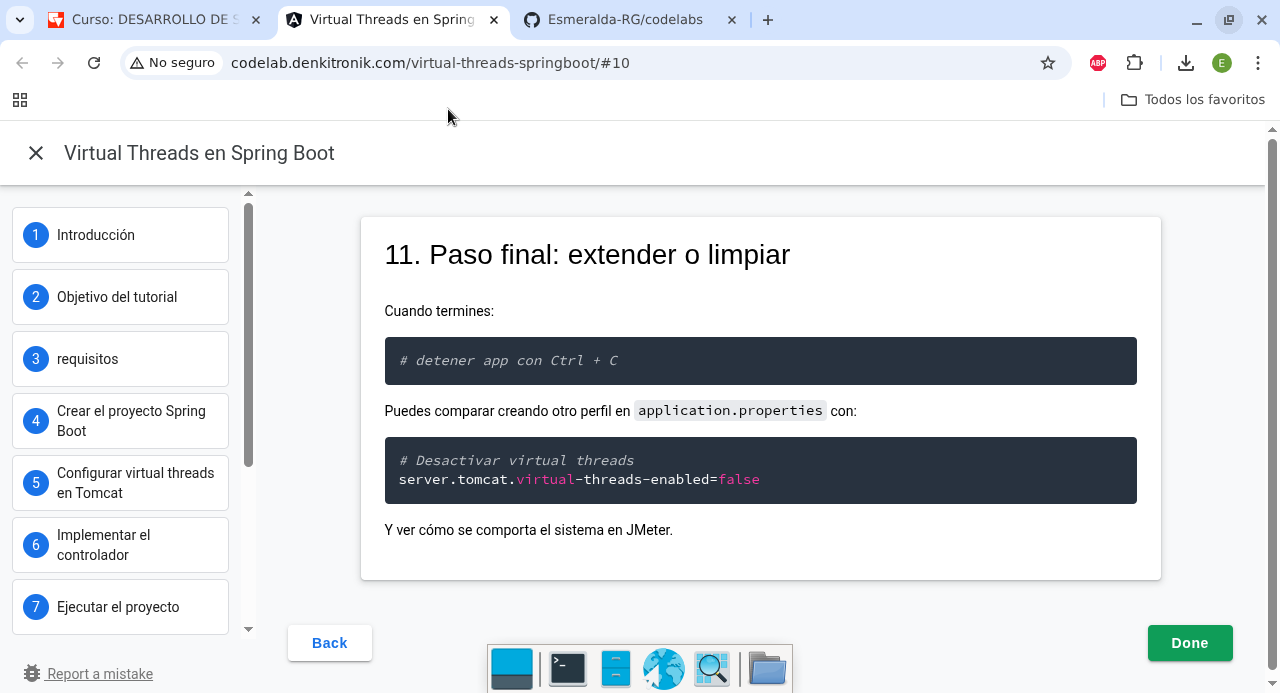 Curso: DESARROLLO DE S
Virtual Threads en Spring
Esmeralda-RG/codelabs
No seguro
codelab.denkitronik.com/virtual-threads-springboot/#10
ABP
E
Todos los favoritos
Virtual Threads en Spring Boot
1 Introducción
2 Objetivo del tutorial
3 requisitos
4 Crear el proyecto Spring
Boot
5 Configurar virtual threads
en Tomcat
6 Implementar el
controlador
7 Ejecutar el proyecto
Report a mistake
11. Paso final: extender o limpiar
Cuando termines:
# detener app con Ctrl + C
Puedes comparar creando otro perfil en application.properties con:
# Desactivar virtual threads
server.tomcat.virtual-threads-enabled=false
Y ver cómo se comporta el sistema en JMeter.
Back
Done
>_